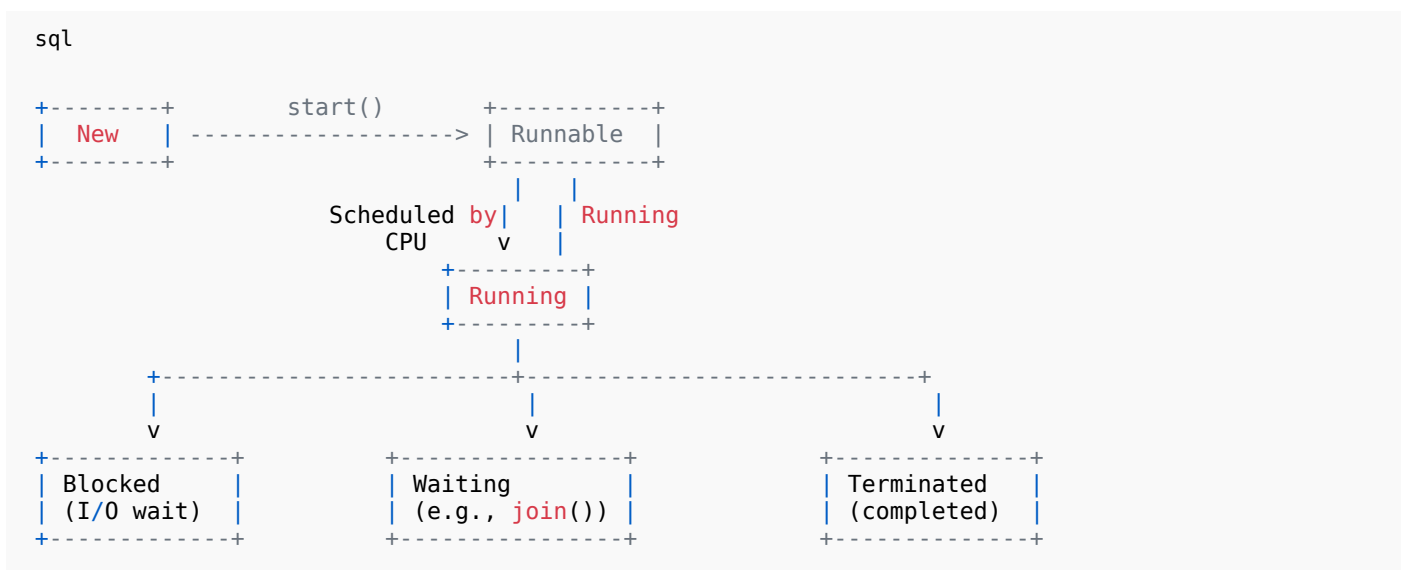 sql
+--------+        start()       +-----------+
|  New   | -------------------> | Runnable  |
+--------+                      +-----------+
                                  |   |
                     Scheduled by|   | Running
                         CPU     v   |
                             +---------+
                             | Running |
                             +---------+
                                  |
        +-------------------------+----------------------------+
        |                          |                            |
        v                          v                            v
+-------------+          +----------------+             +---------------+
| Blocked     |          | Waiting        |             | Terminated    |
| (I/O wait)  |          | (e.g., join()) |             | (completed)   |
+-------------+          +----------------+             +---------------+